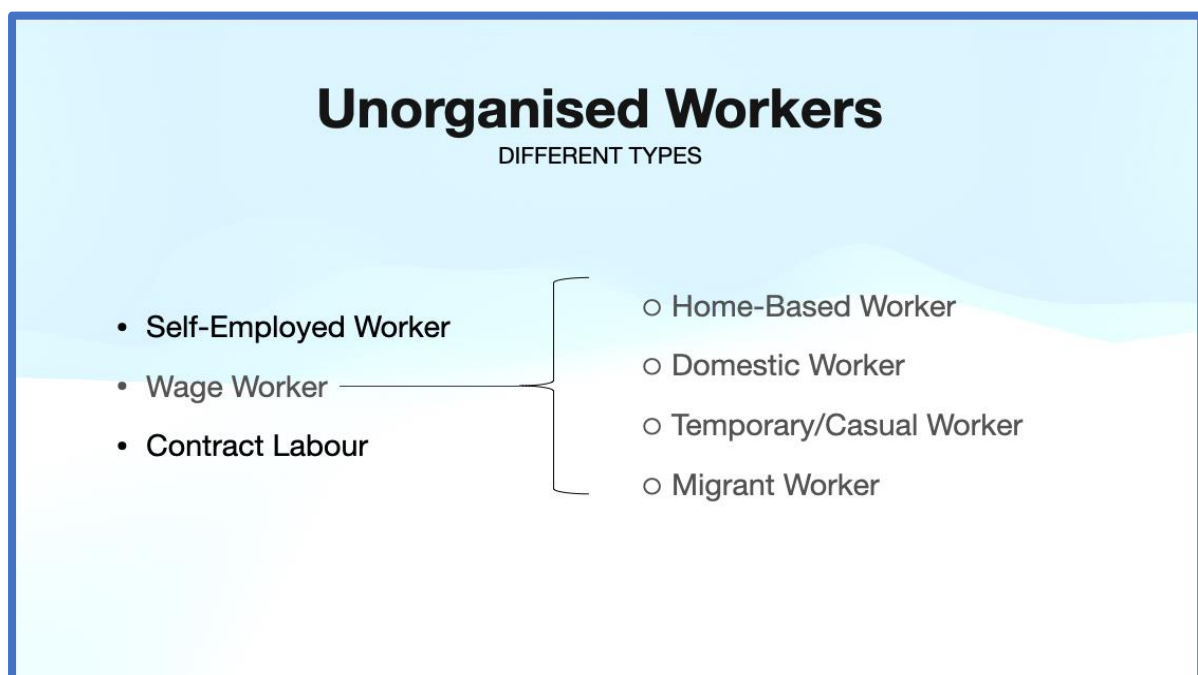 Unorganised Workers
DIFFERENT TYPES
• Self-Employed Worker
• Wage Worker
• Contract Labour
○ Home-Based Worker
○ Domestic Worker
○ Temporary/Casual Worker
○ Migrant Worker